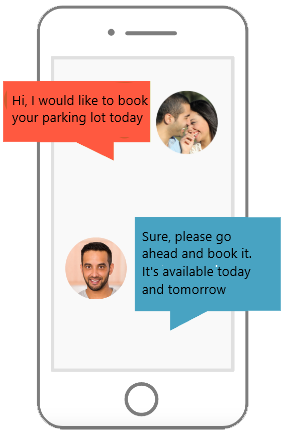 Hi, I would like to book
your parking lot today
Sure, please go
ahead and book it.
It's available today
and tomorrow